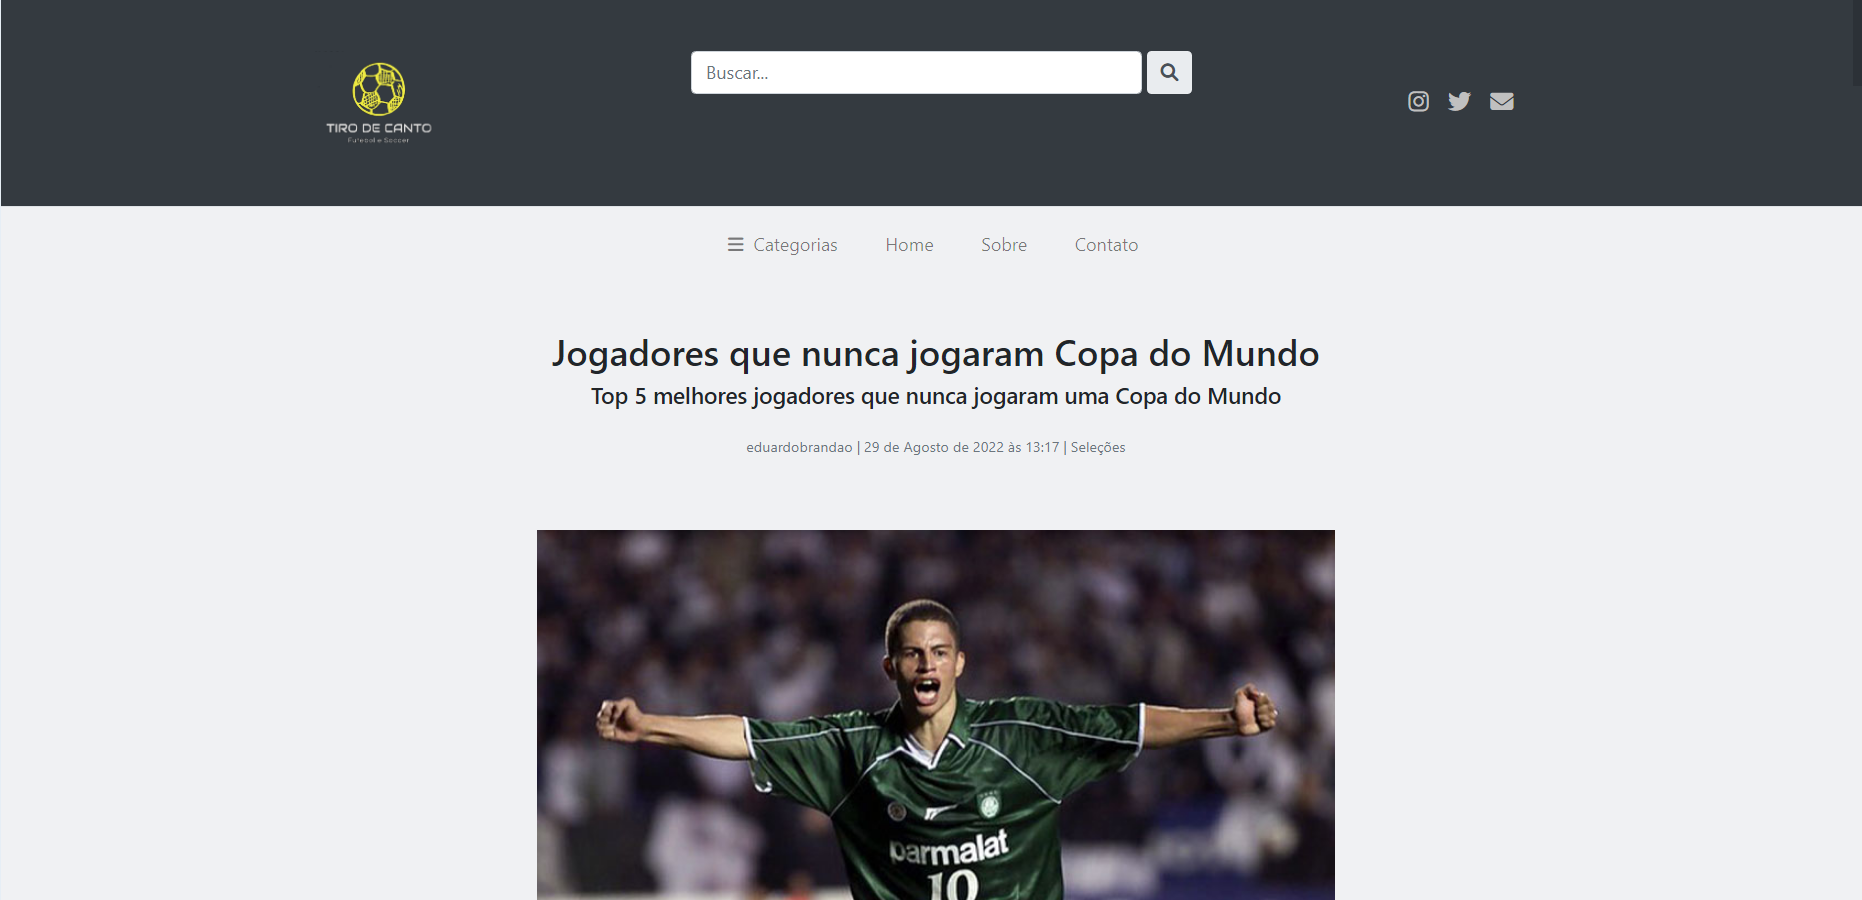 Buscar...
TIRO DE CANTO
Futebol e Soccer
Categorias Home Sobre Contato
Jogadores que nunca jogaram Copa do Mundo
Top 5 melhores jogadores que nunca jogaram uma Copa do Mundo
eduardobrandao | 29 de Agosto de 2022 às 13:17 | Seleções
parmalat
10